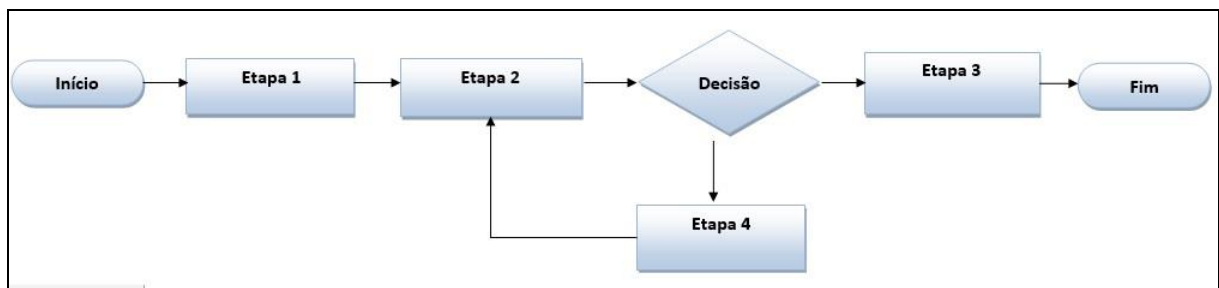 Início
Etapa 1
Etapa 2
Decisão
Etapa 3
Fim
Etapa 4